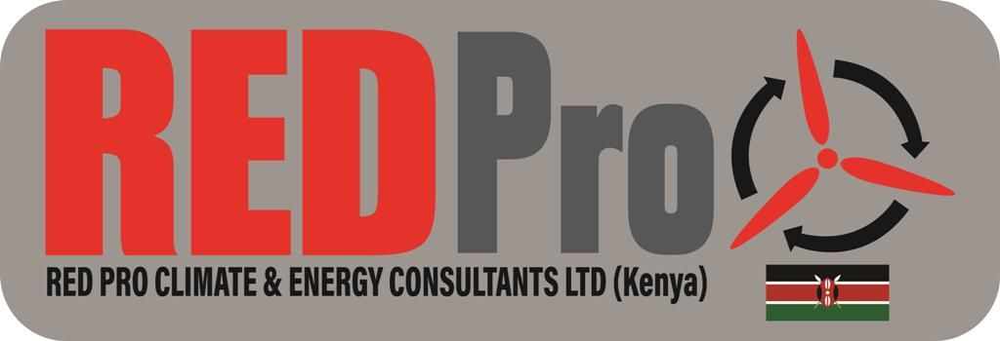 REDPro
RED PRO CLIMATE & ENERGY CONSULTANTS LTD (Kenya)